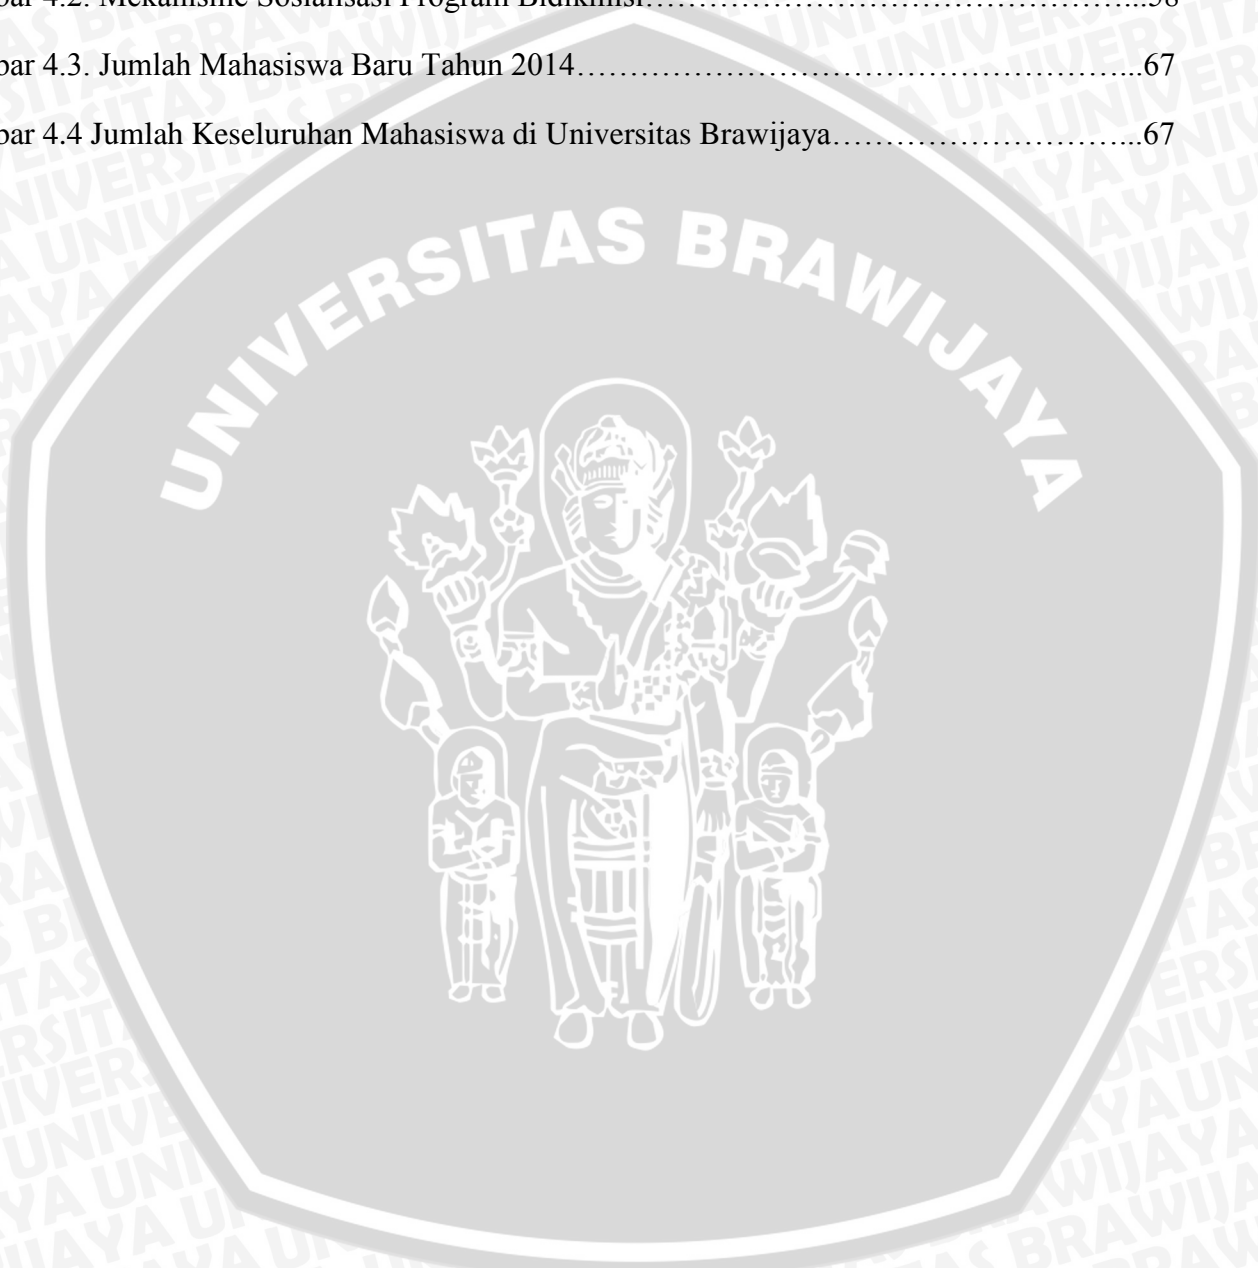 bar 4.2. Mekanisme Sosialisasi Program Bidikmisi…………………………………………...58
bar 4.3. Jumlah Mahasiswa Baru Tahun 2014…………………………………………………...67
bar 4.4 Jumlah Keseluruhan Mahasiswa di Universitas Brawijaya…………………………...67
UNIVERSITAS BRAWIJAYA